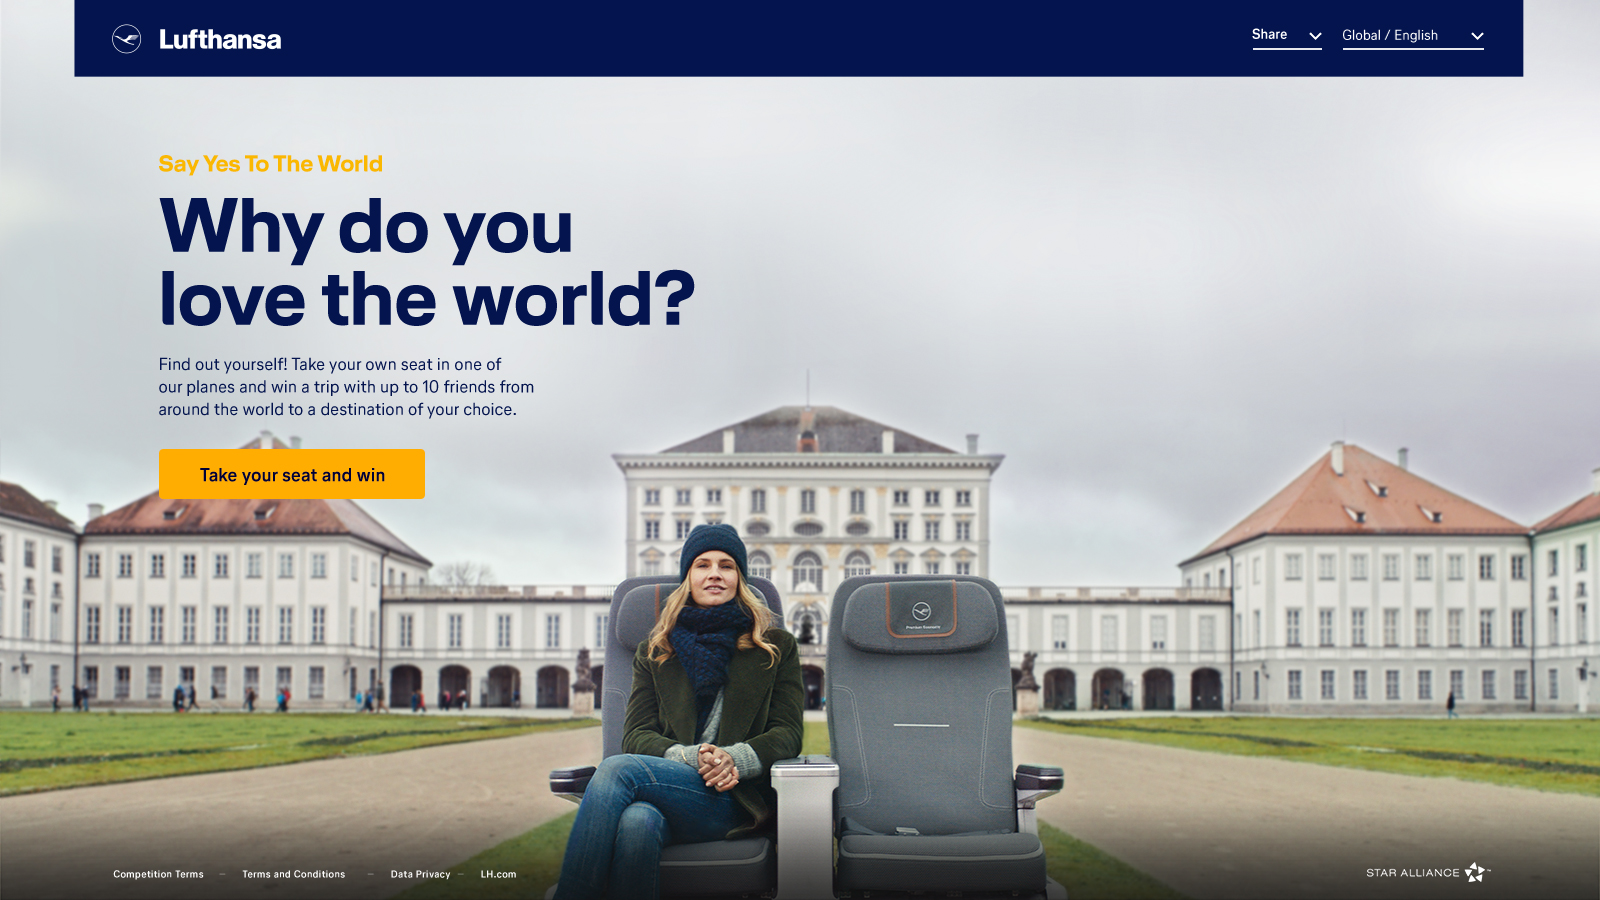 Lufthansa
Share
Global / English
Say Yes To The World
Why do you
love the world?
Find out yourself! Take your own seat in one of
our planes and win a trip with up to 10 friends from
around the world to a destination of your choice.
Take your seat and win
Premium Economy
Competition Terms – Terms and Conditions – Data Privacy – LH.com
STAR ALLIANCE ™